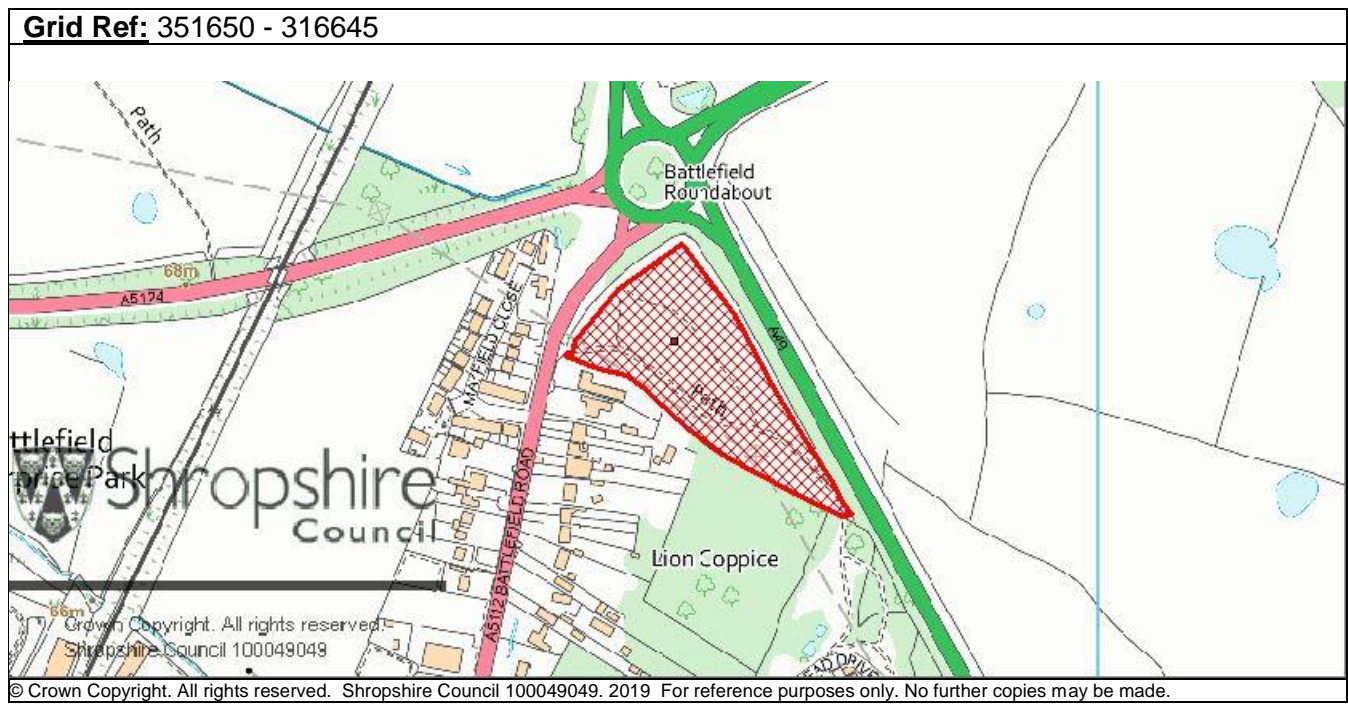 Grid Ref: 351650 - 316645
Path
Battlefield
Roundabout
68m
A5124
MAYFIELD CLOSE
A49
Path
ttlefield
Park
Shropshire
Council
A5112 BATTLEFIELD ROAD
Lion Coppice
66m
Crown Copyright. All rights reserved.
Shropshire Council 100049049
EAD DRIVE
© Crown Copyright. All rights reserved. Shropshire Council 100049049. 2019 For reference purposes only. No further copies may be made.